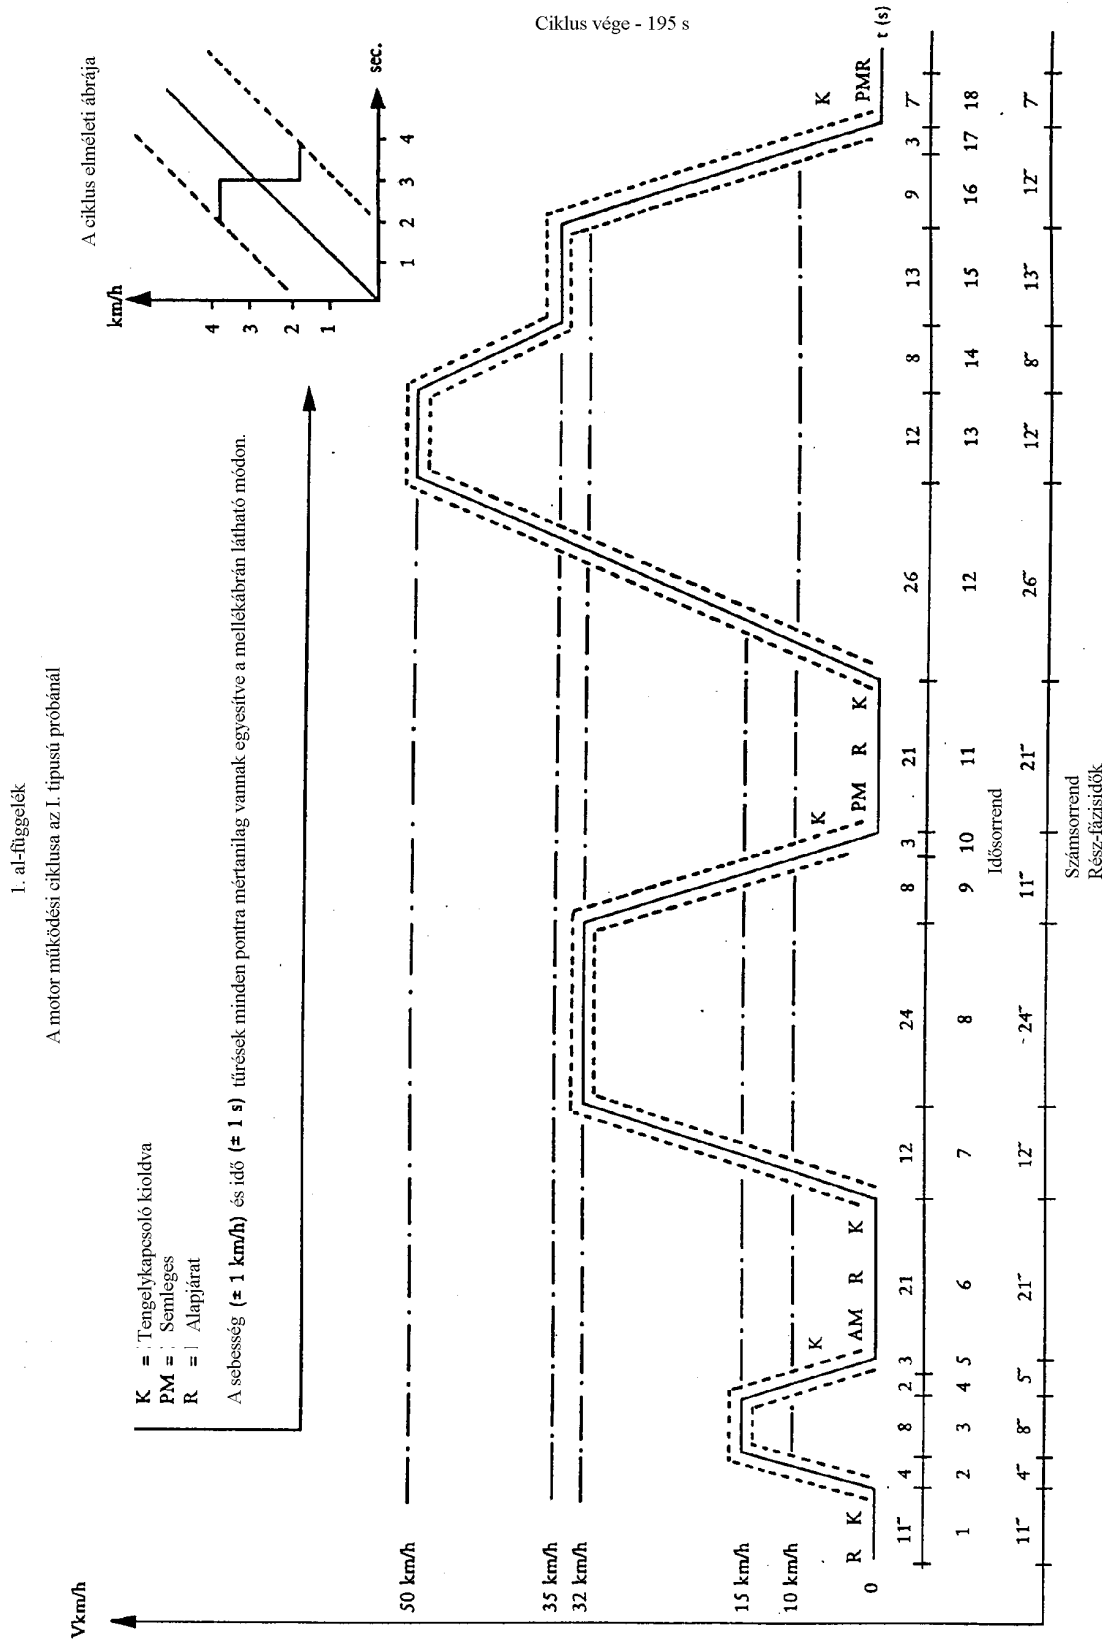 1. al-függelék
A motor működési ciklusa az I. tipusú próbánál
Vkm/h
K = Tengelykapcsoló kioldva
PM = Semleges
R = Alapjárat
A sebesség (± 1 km/h) és idő (± 1 s) tűrések minden pontra mértanilag vannak egyesítve a mellékábrán látható módon.
A ciklus elméleti ábrája
km/h
4
3
2
1
1 2 3 4
sec.
Ciklus vége - 195 s
50 km/h
35 km/h
32 km/h
15 km/h
10 km/h
0
R K
K
AM R K
K
PM R K
K
PMR
t (s)
11" 4 8 2 3 21 12 24 8 3 21 26 12 8 13 9 3 7"
1 2 3 4 5 6 7 8 9 10 11 12 13 14 15 16 17 18
Idősorrend
11" 4" 8" 5" 21" 12" 24" 11" 21" 26" 12" 8" 13" 12" 7"
Számsorrend
Rész-fázisidők